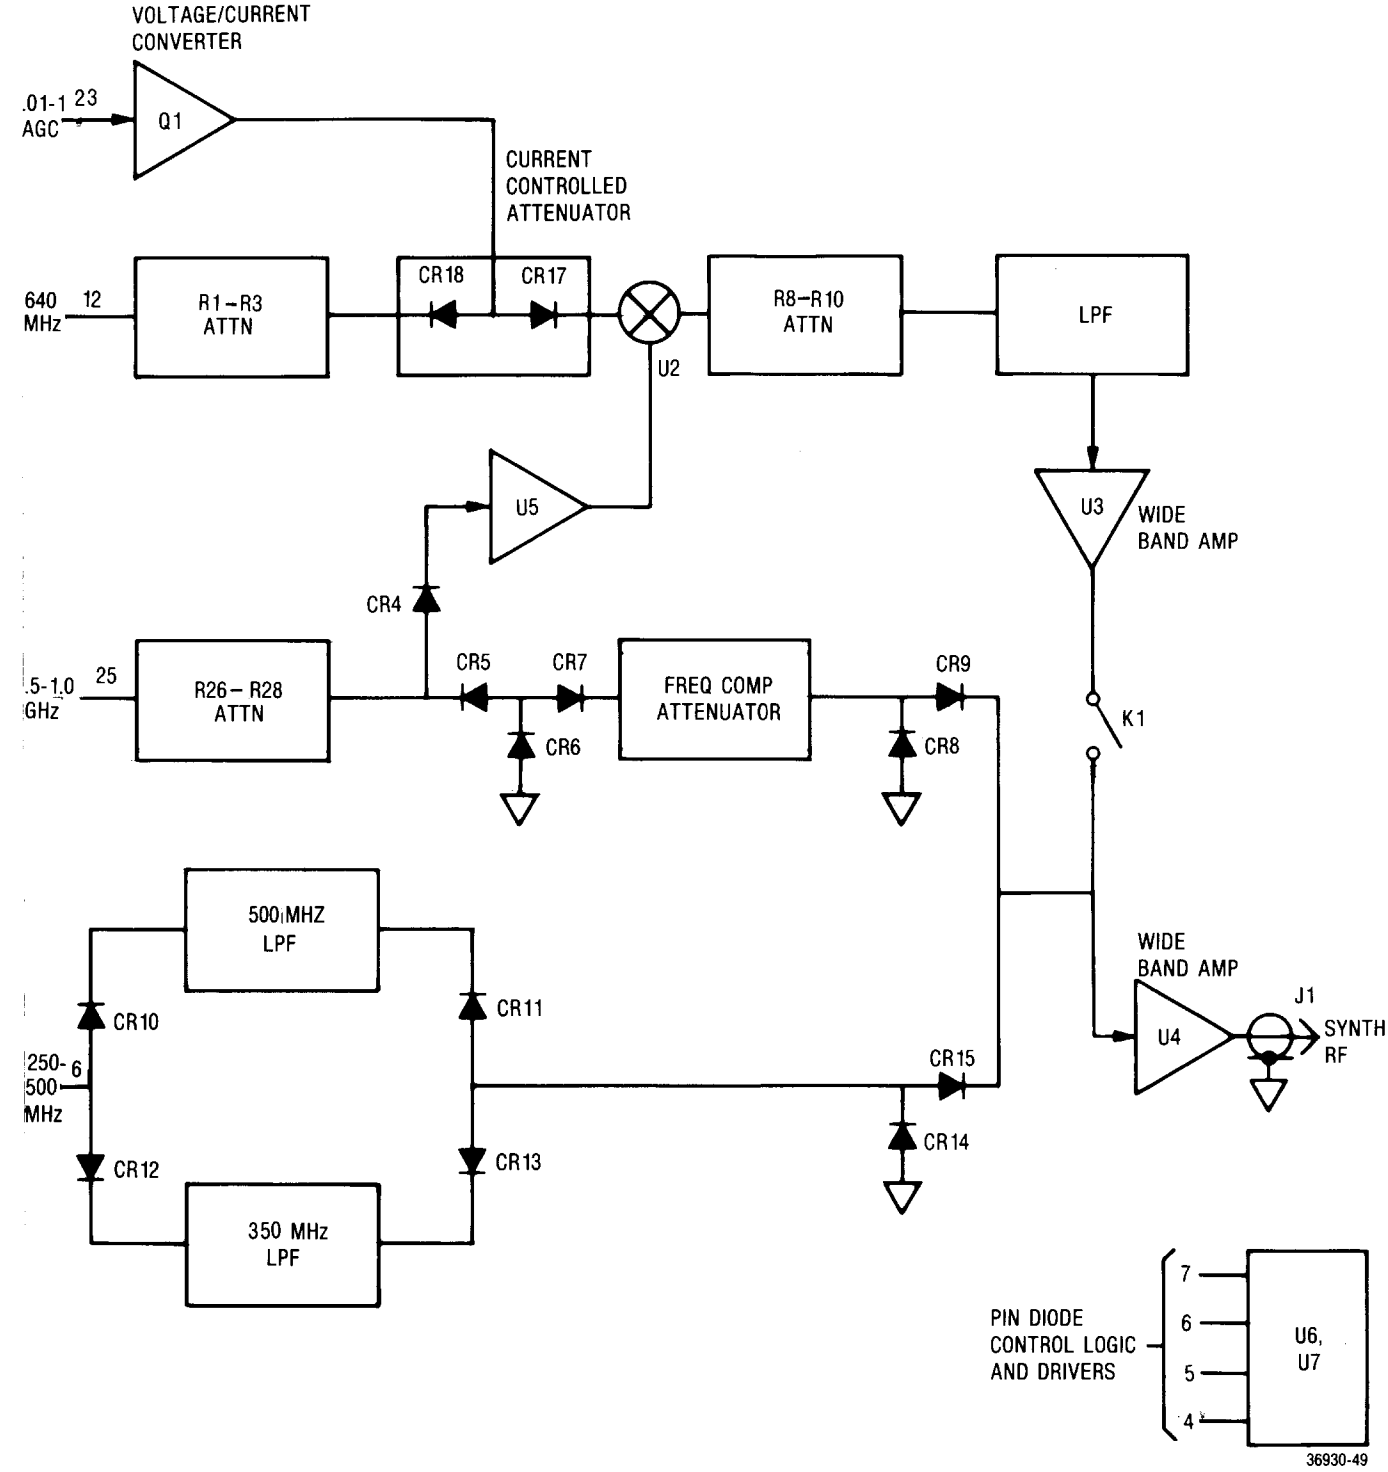 VOLTAGE/CURRENT
CONVERTER
.01-1 23
AGC
Q1
CURRENT
CONTROLLED
ATTENUATOR
640 12
MHz
R1-R3
ATTN
CR18
CR17
U2
R8-R10
ATTN
LPF
U5
U3
WIDE
BAND AMP
CR4
.5-1.0 25
GHz
R26-R28
ATTN
CR5
CR7
CR6
FREQ COMP
ATTENUATOR
CR9
CR8
K1
500 MHZ
LPF
CR10
CR11
WIDE
BAND AMP
U4
J1
SYNTH
RF
250- 6
500
MHz
CR15
CR14
CR12
CR13
350 MHz
LPF
PIN DIODE
CONTROL LOGIC
AND DRIVERS
7
6
5
4
U6,
U7
36930-49